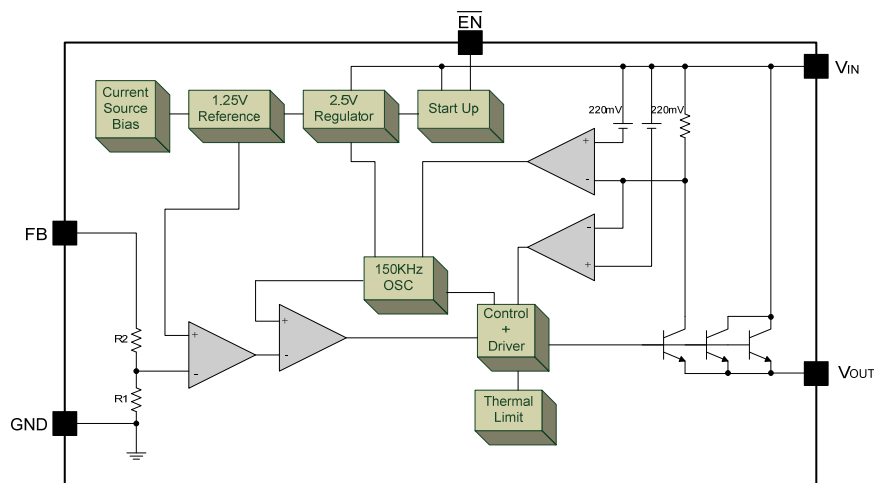 EN
VIN
Current
Source
Bias
1.25V
Reference
2.5V
Regulator
Start Up
220mV
220mV
+
-
-
+
FB
150KHz
OSC
Control
+
Driver
R2
+
-
+
-
R1
VOUT
Thermal
Limit
GND